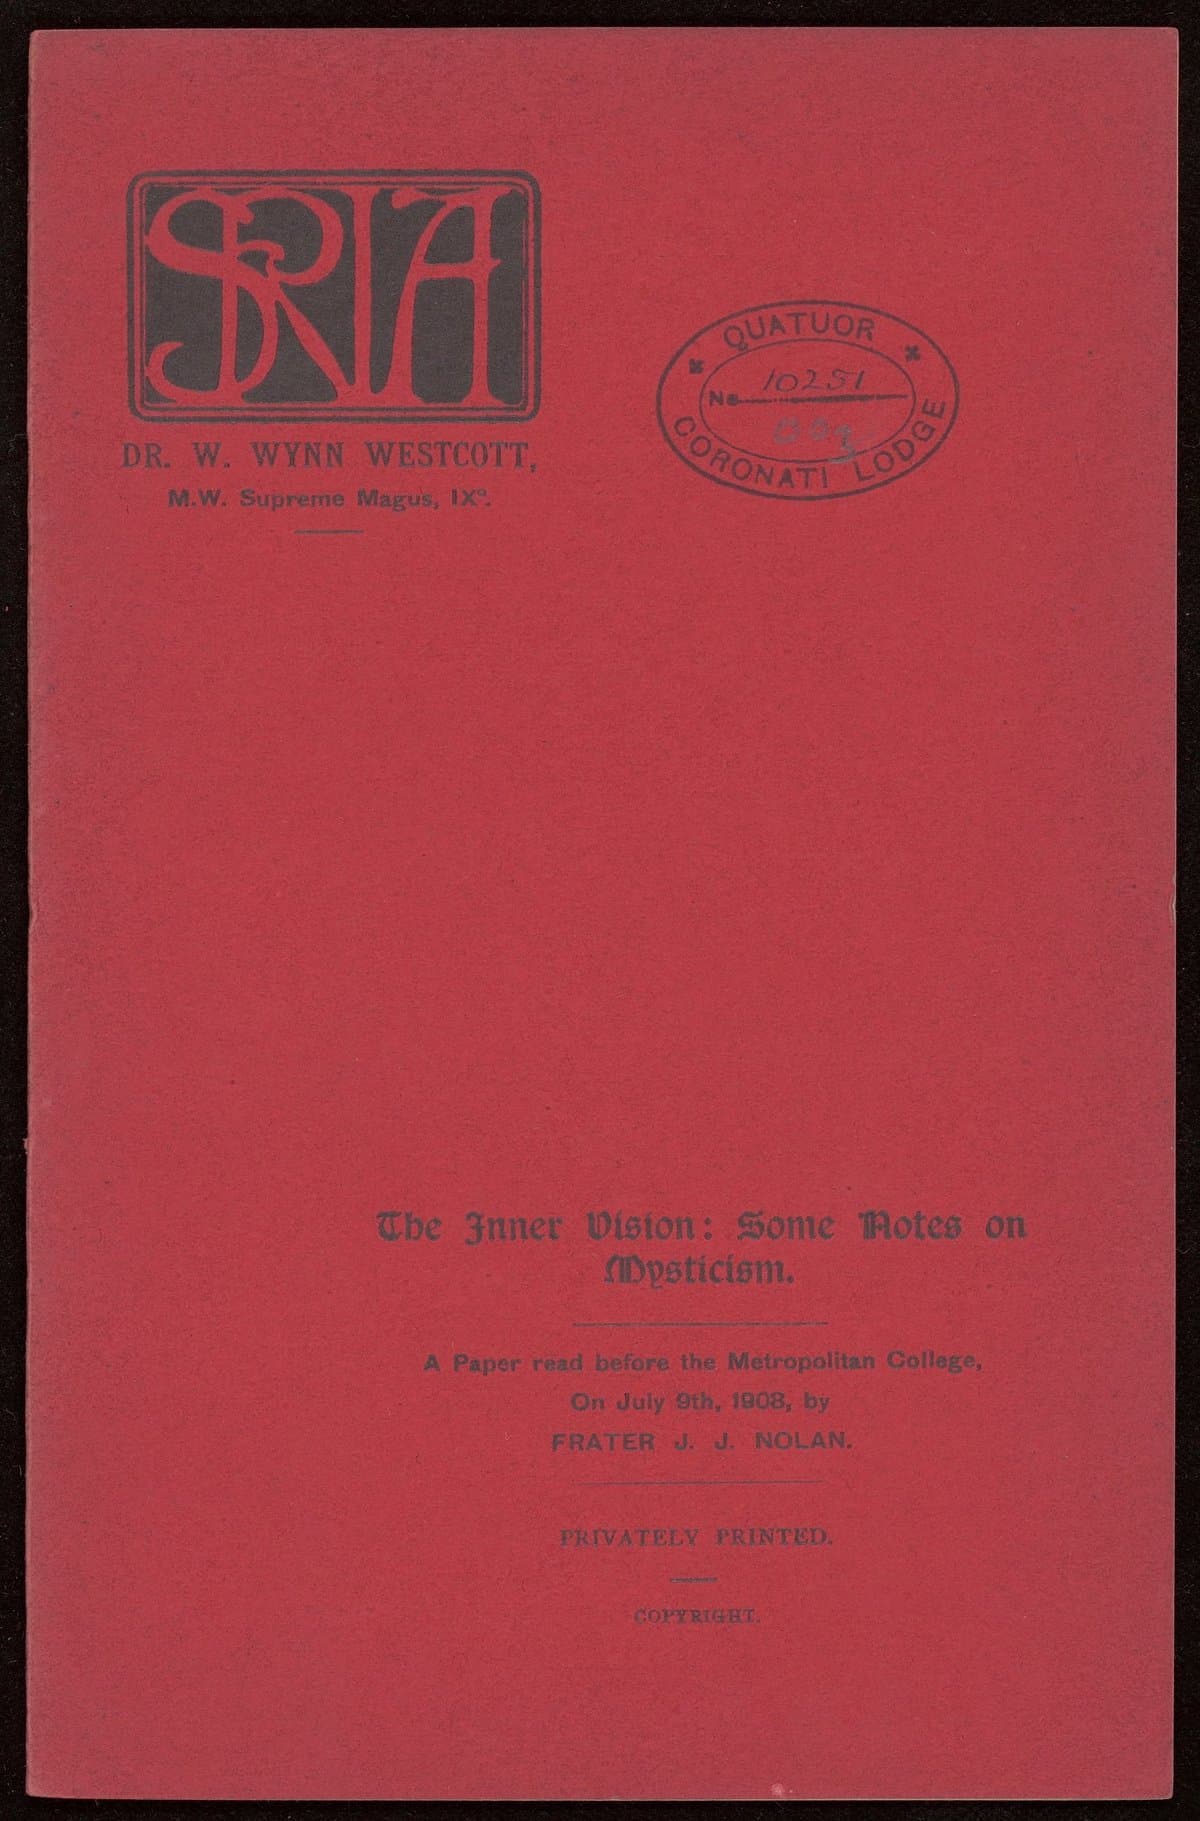 SRIA
DR. W. WYNN WESTCOTT,
M.W. Supreme Magus, IXº.
QUATUOR
No 10251
CORONATI LODGE
The Inner Vision: Some Notes on
Mysticism.
A Paper read before the Metropolitan College,
On July 9th, 1908, by
FRATER J. J. NOLAN.
PRIVATELY PRINTED.
COPYRIGHT.